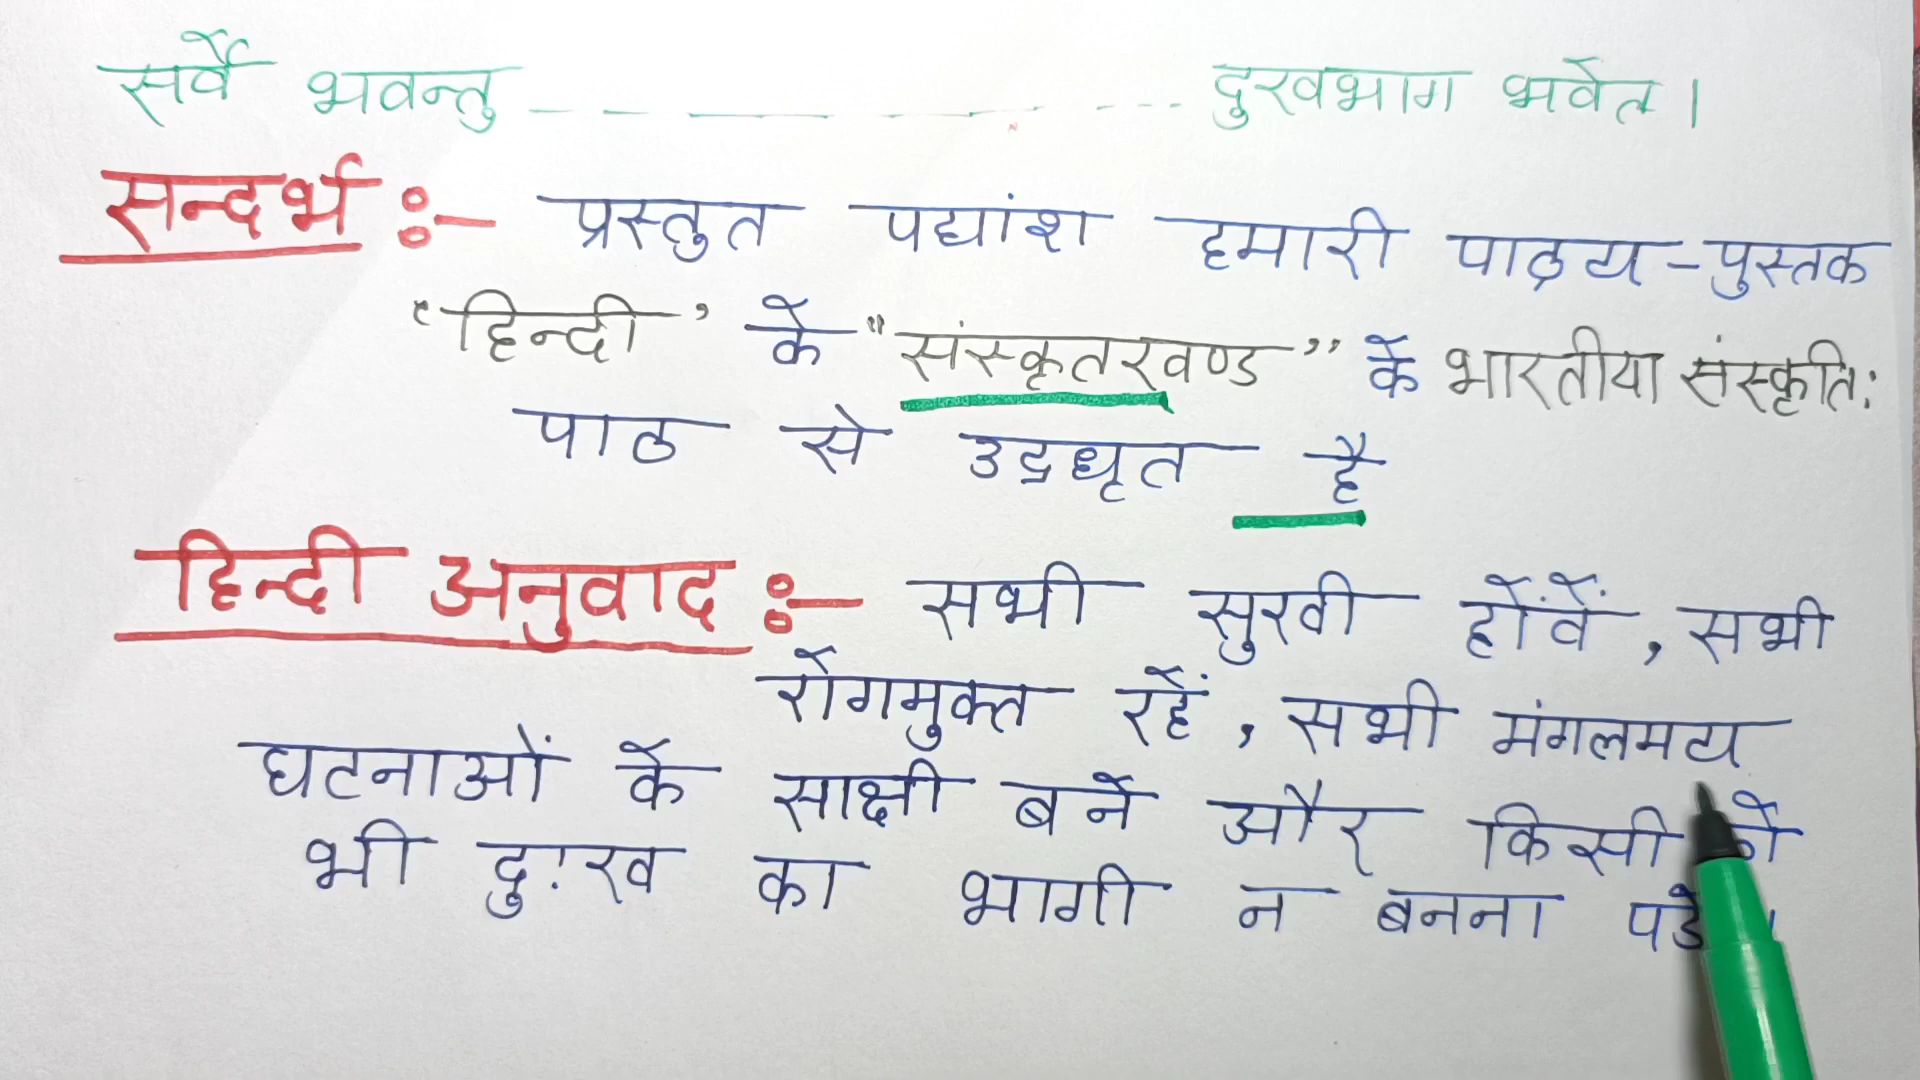 सर्वे भवन्तु _ _ _ _ _ _ _ दुखभाग भवेत ।
सन्दर्भ :- प्रस्तुत पद्यांश हमारी पाठ्य-पुस्तक
"हिन्दी' के "संस्कृतखण्ड" के भारतीया संस्कृति:
पाठ से उद्धृत है
हिन्दी अनुवाद :- सभी सुखी होंवें, सभी
रोगमुक्त रहें, सभी मंगलमय
घटनाओं के साक्षी बने और किसी को
भी दु:ख का भागी न बनना पडे ।